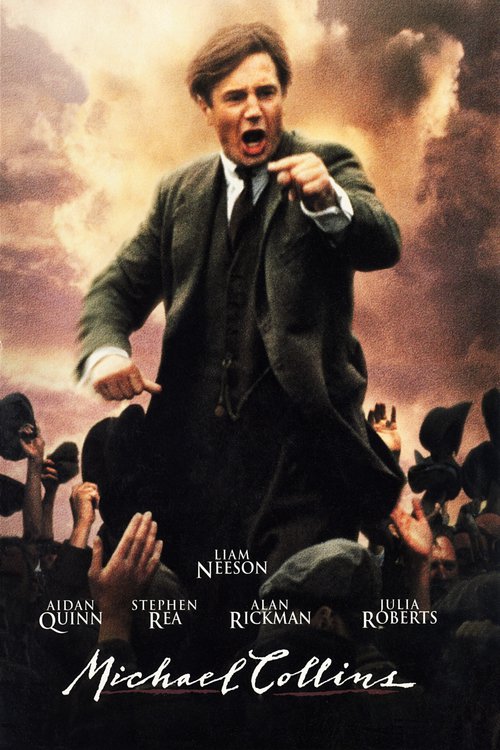 LIAM
NEESON
AIDAN STEPHEN ALAN JULIA
QUINN REA RICKMAN ROBERTS
Michael Collins